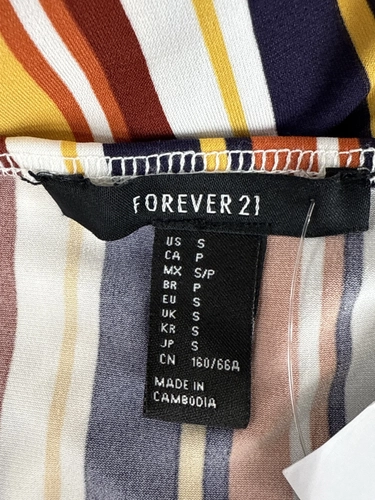 FOREVER 21
US S
CA P
MX S/P
BR P
EU S
UK S
KR S
JP S
CN 160/66A
MADE IN
CAMBODIA